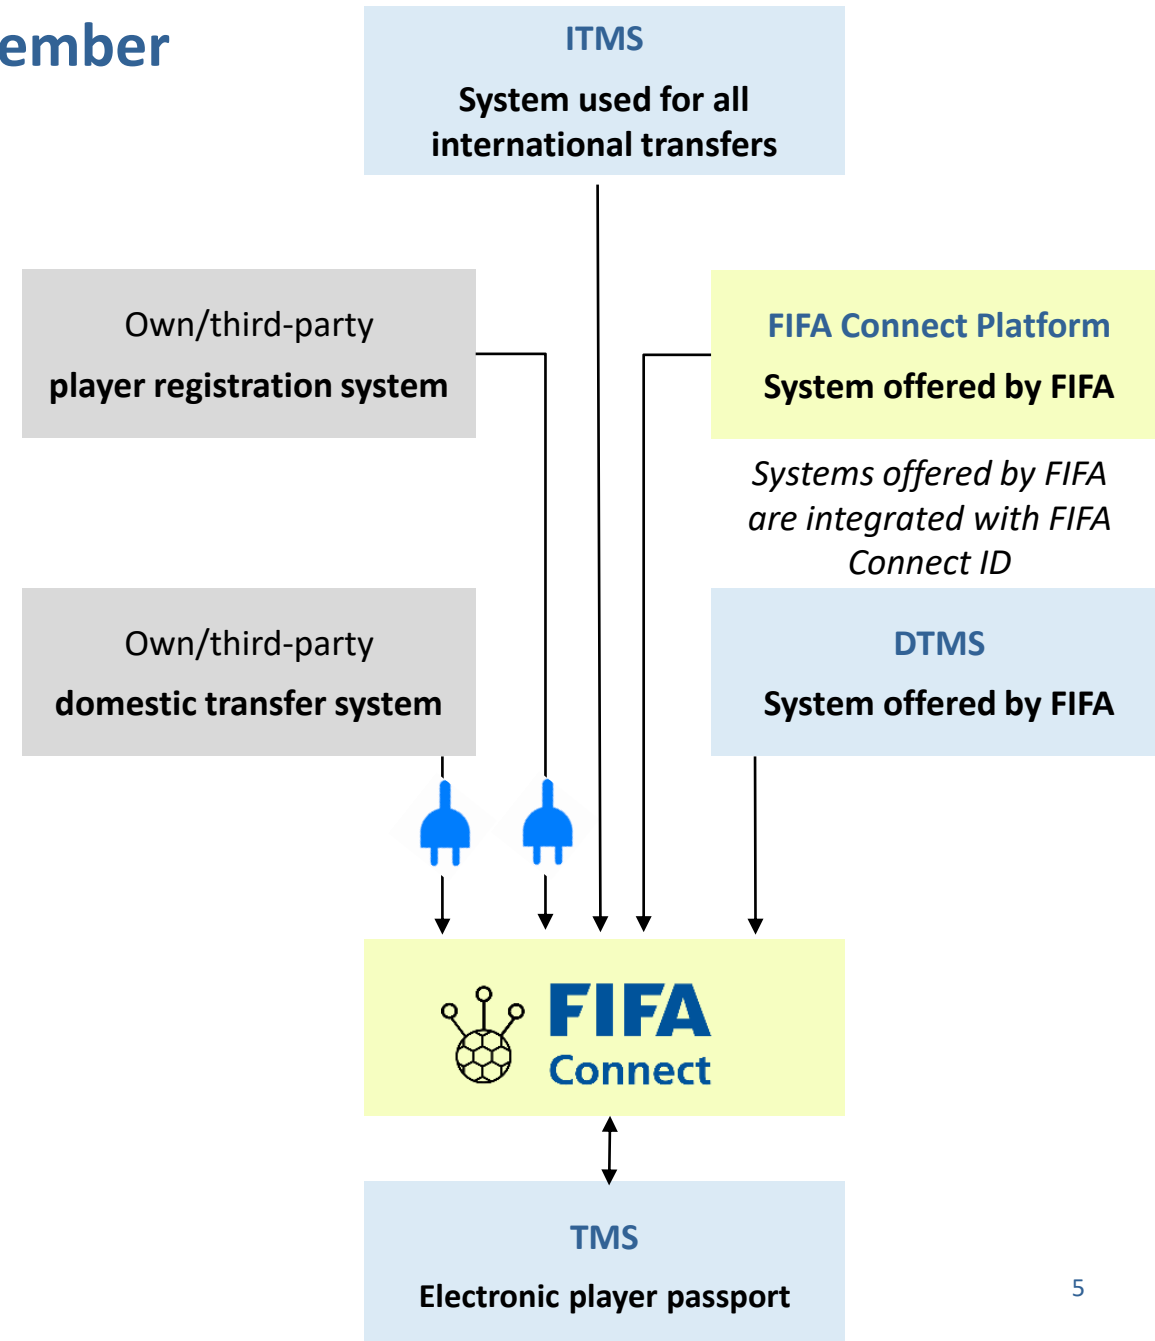 ember
ITMS
System used for all
international transfers
Own/third-party
player registration system
FIFA Connect Platform
System offered by FIFA
Systems offered by FIFA
are integrated with FIFA
Connect ID
Own/third-party
domestic transfer system
DTMS
System offered by FIFA
FIFA
Connect
TMS
Electronic player passport
5